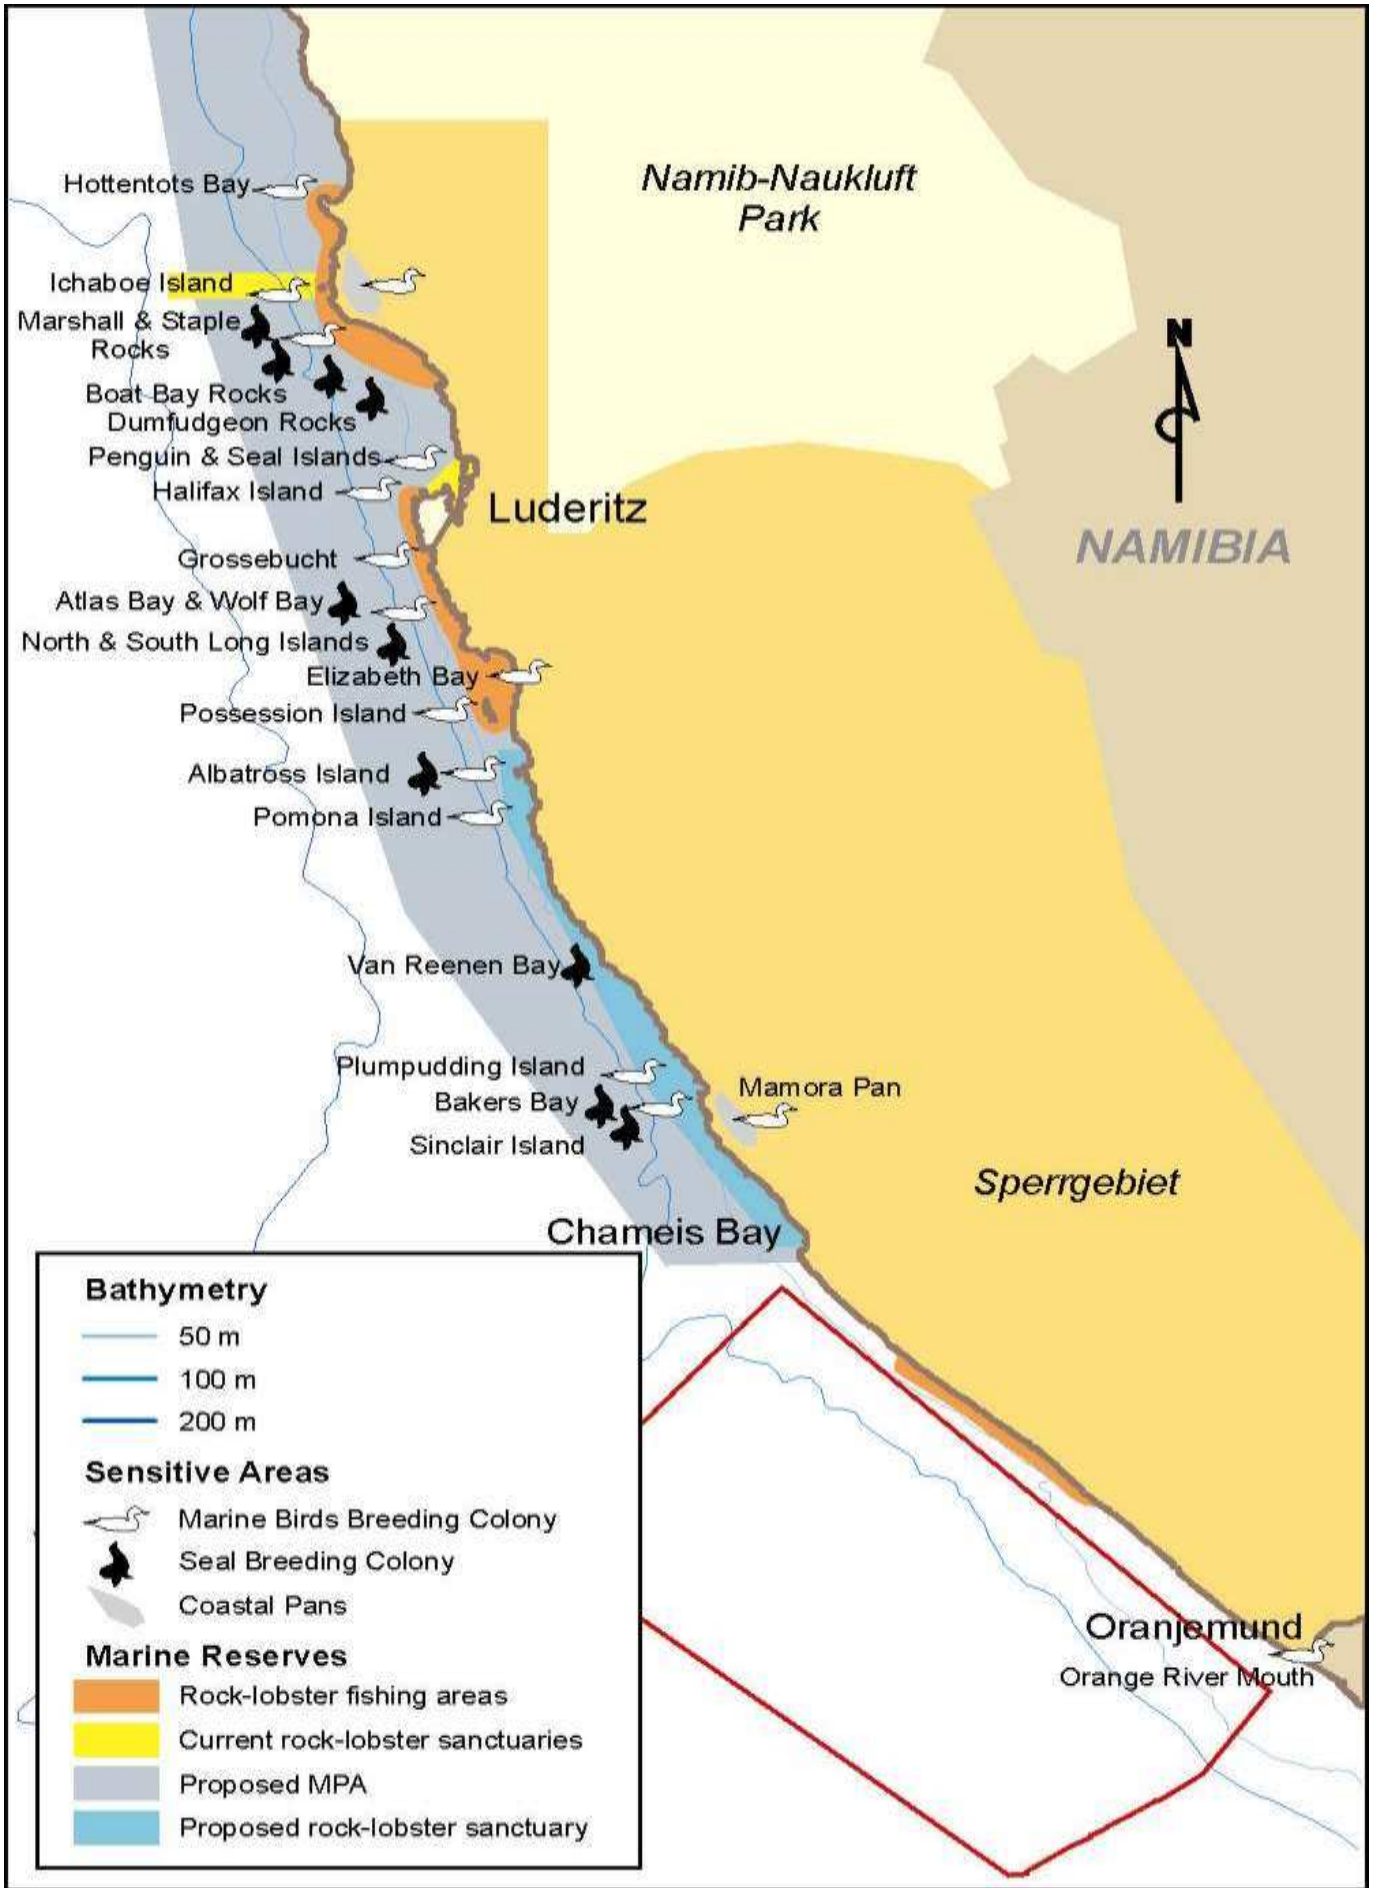 Namib-Naukluft
Park
Hottentots Bay
Ichaboe Island
Marshall & Staple
Rocks
Boat Bay Rocks
Dumfudgeon Rocks
Penguin & Seal Islands
Halifax Island
Luderitz
N
NAMIBIA
Grossebucht
Atlas Bay & Wolf Bay
North & South Long Islands
Elizabeth Bay
Possession Island
Albatross Island
Pomona Island
Van Reenen Bay
Plumpudding Island
Mamora Pan
Bakers Bay
Sinclair Island
Sperrgebiet
Chameis Bay
Bathymetry
50 m
100 m
200 m
Sensitive Areas
Marine Birds Breeding Colony
Seal Breeding Colony
Coastal Pans
Marine Reserves
Rock-lobster fishing areas
Current rock-lobster sanctuaries
Proposed MPA
Proposed rock-lobster sanctuary
Oranjemund
Orange River Mouth